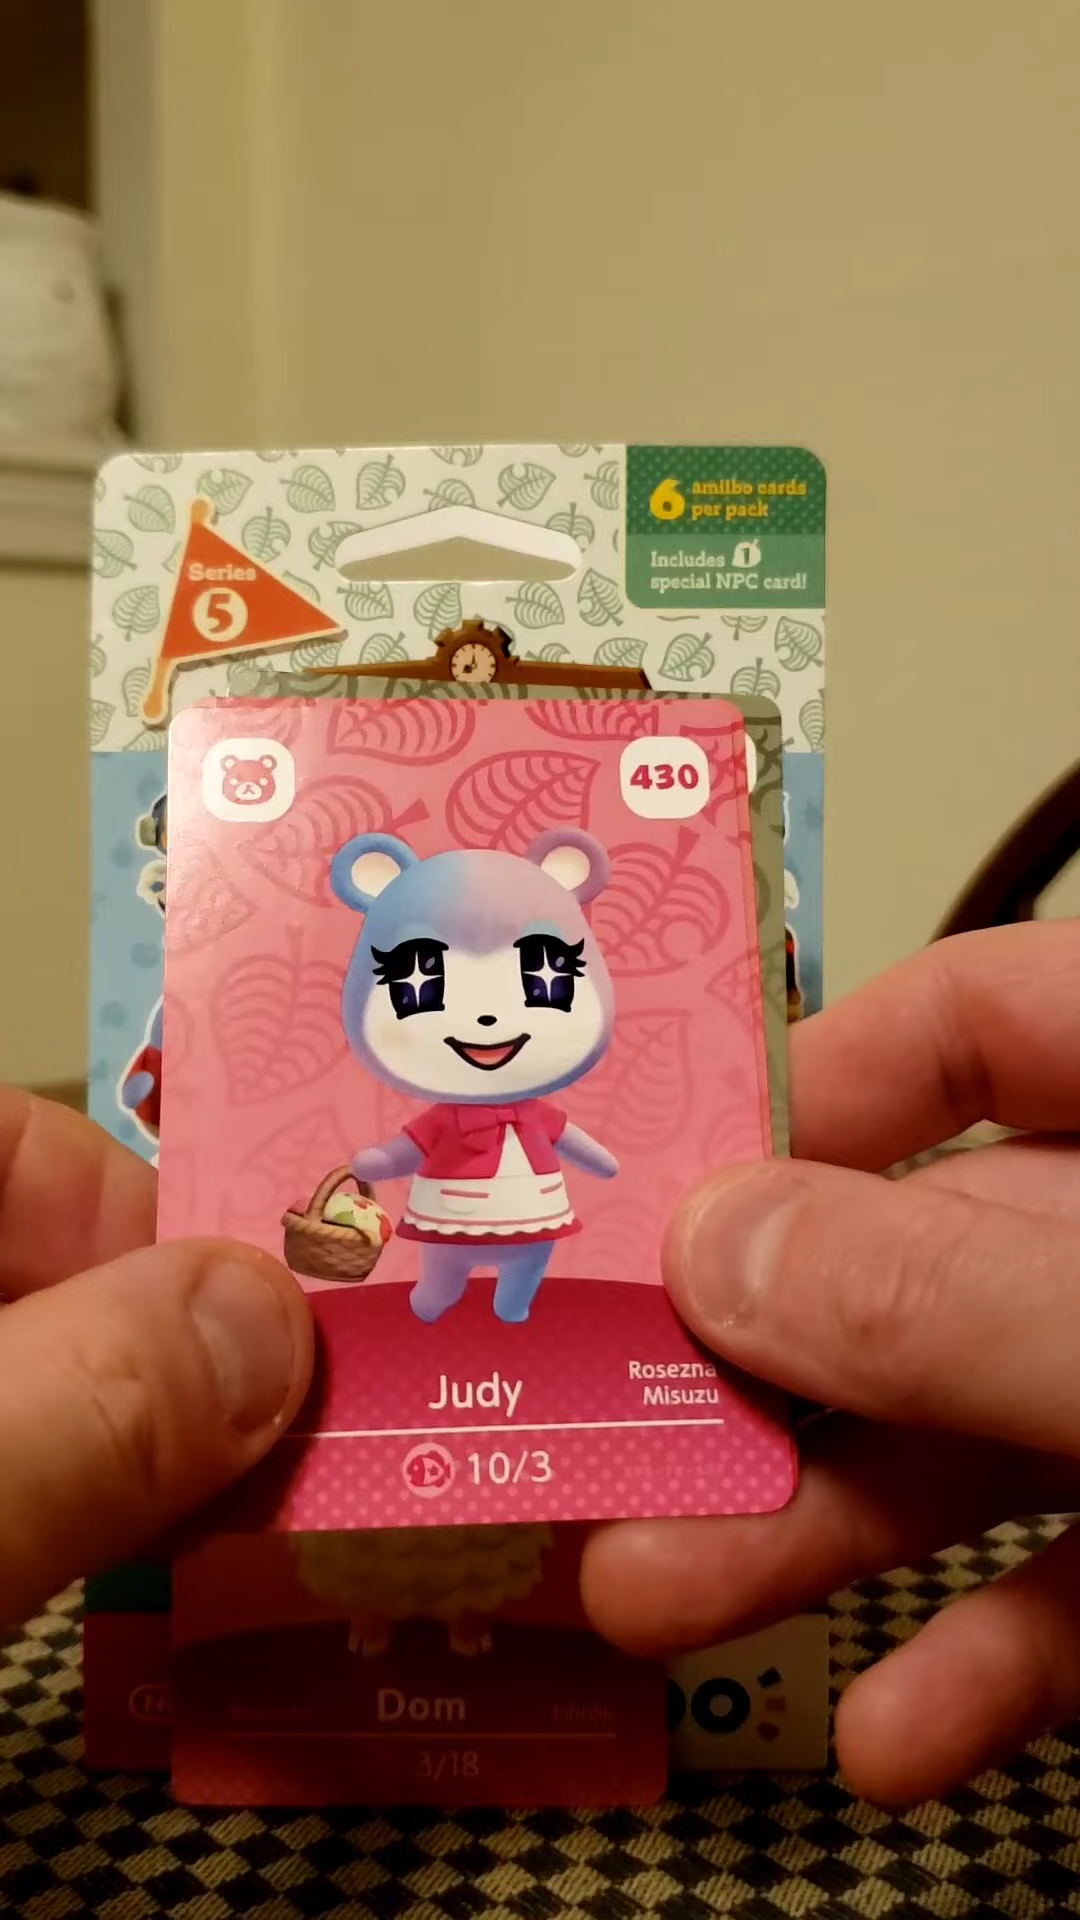 6 amiibo cards
per pack
Includes 1
special NPC card!
Series
5
430
Judy
Rosezna
Misuzu
10/3
Dom
3/18